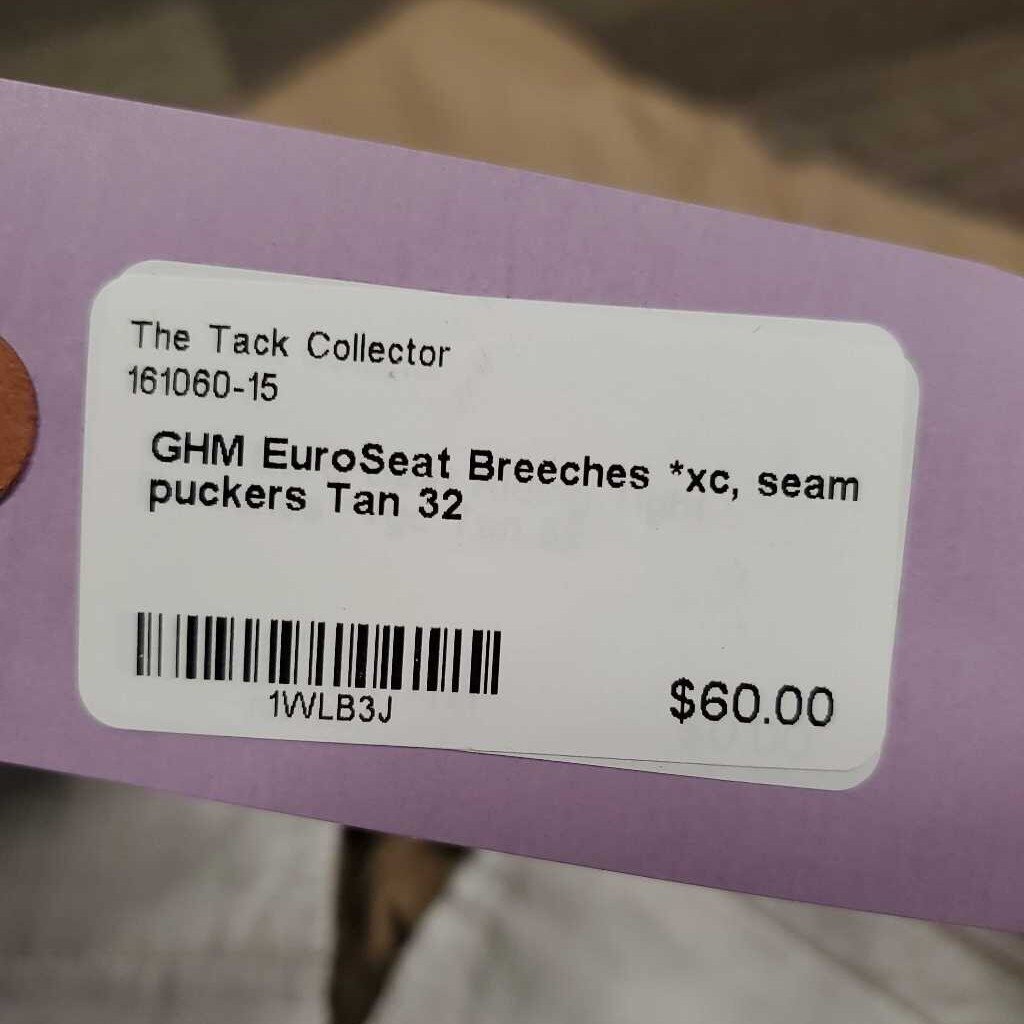 The Tack Collector
161060-15
GHM EuroSeat Breeches *xc, seam
puckers Tan 32
1WLB3J
$60.00